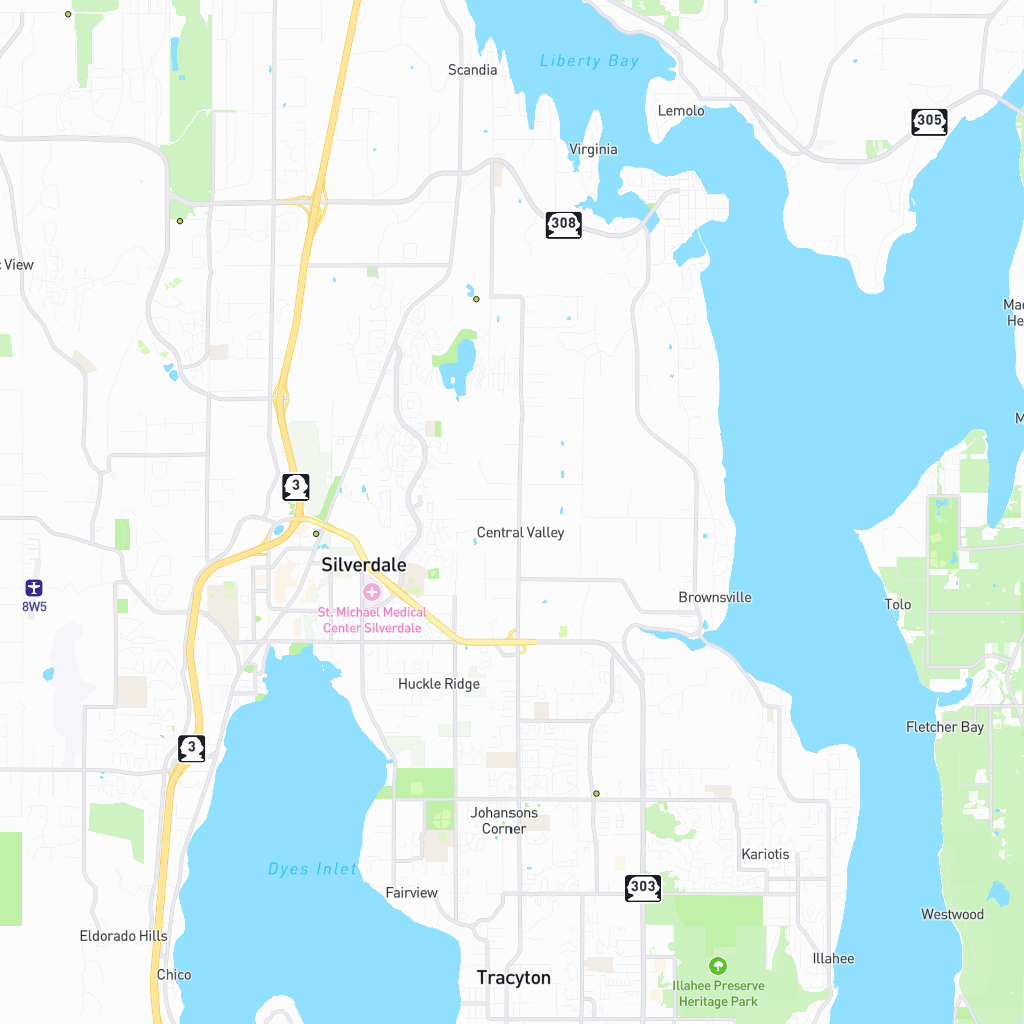 Liberty Bay
Scandia
Lemolo
305
Virginia
308
View
Central Valley
3
Silverdale
8W5
St. Michael Medical
Center Silverdale
Brownsville
Tolo
Huckle Ridge
Fletcher Bay
3
Johansons
Corner
Kariotis
Dyes Inlet
Fairview
303
Westwood
Eldorado Hills
Illahee
Chico
Tracyton
Illahee Preserve
Heritage Park